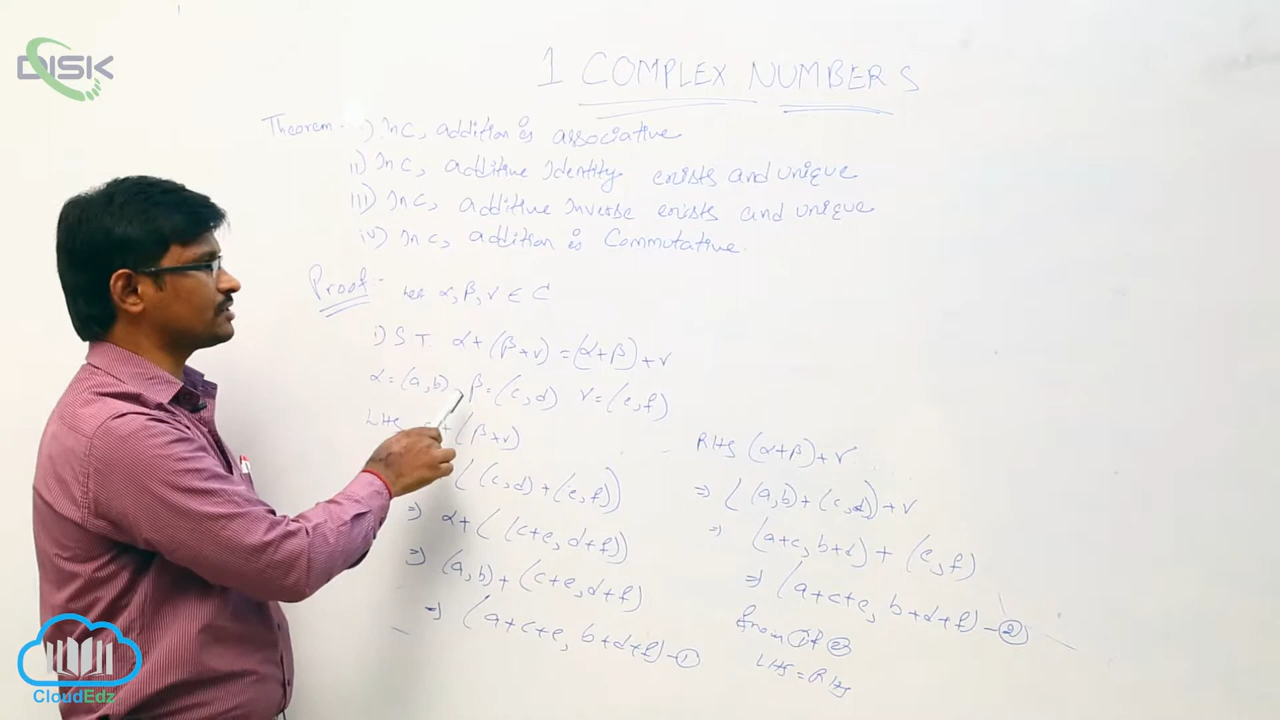 DISK
1 COMPLEX NUMBERS
Theorem:- i) In C, addition is associative
ii) In C, additive Identity exists and unique
iii) In C, additive Inverse exists and unique
iv) In C, addition is Commutative.
Proof:- Let α, β, γ ∈ C
i) S.T. α+(β+γ)=(α+β)+γ
α=(a,b), β=(c,d) γ=(e,f)
LHS α+(β+γ)
((c,d)+(e,f))
⇒ α+((c+e, d+f))
⇒ (a,b)+(c+e, d+f)
⇒ (a+c+e, b+d+f) - ①
RHS (α+β)+γ
⇒ ((a,b)+(c,d))+γ
⇒ (a+c, b+d) + (e,f)
⇒ (a+c+e, b+d+f) - ②
from ① & ②
LHS = RHS
CloudEdz